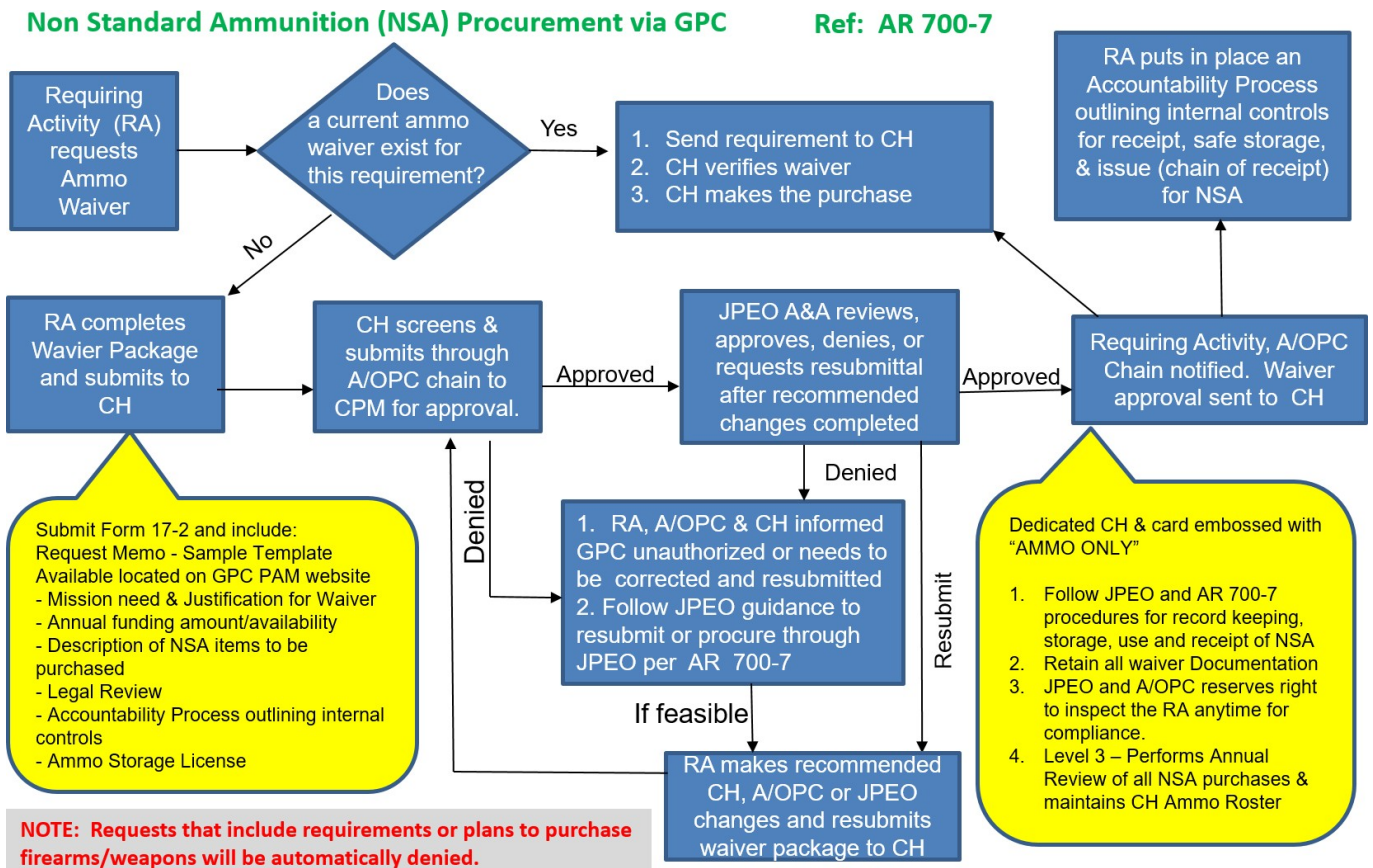 Non Standard Ammunition (NSA) Procurement via GPC
Ref: AR 700-7
Requiring
Activity (RA)
requests
Ammo
Waiver
Does
a current ammo
waiver exist for
this requirement?
Yes
No
1. Send requirement to CH
2. CH verifies waiver
3. CH makes the purchase
RA puts in place an
Accountability Process
outlining internal controls
for receipt, safe storage,
& issue (chain of receipt)
for NSA
RA completes
Wavier Package
and submits to
CH
CH screens &
submits through
A/OPC chain to
CPM for approval.
Approved
JPEO A&A reviews,
approves, denies, or
requests resubmittal
after recommended
changes completed
Approved
Requiring Activity, A/OPC
Chain notified. Waiver
approval sent to CH
Denied
Denied
Resubmit
Submit Form 17-2 and include:
Request Memo - Sample Template
Available located on GPC PAM website
- Mission need & Justification for Waiver
- Annual funding amount/availability
- Description of NSA items to be
purchased
- Legal Review
- Accountability Process outlining internal
controls
- Ammo Storage License
1. RA, A/OPC & CH informed
GPC unauthorized or needs to
be corrected and resubmitted
2. Follow JPEO guidance to
resubmit or procure through
JPEO per AR 700-7
If feasible
RA makes recommended
CH, A/OPC or JPEO
changes and resubmits
waiver package to CH
Dedicated CH & card embossed with
“AMMO ONLY”
1. Follow JPEO and AR 700-7
procedures for record keeping,
storage, use and receipt of NSA
2. Retain all waiver Documentation
3. JPEO and A/OPC reserves right
to inspect the RA anytime for
compliance.
4. Level 3 – Performs Annual
Review of all NSA purchases &
maintains CH Ammo Roster
NOTE: Requests that include requirements or plans to purchase
firearms/weapons will be automatically denied.